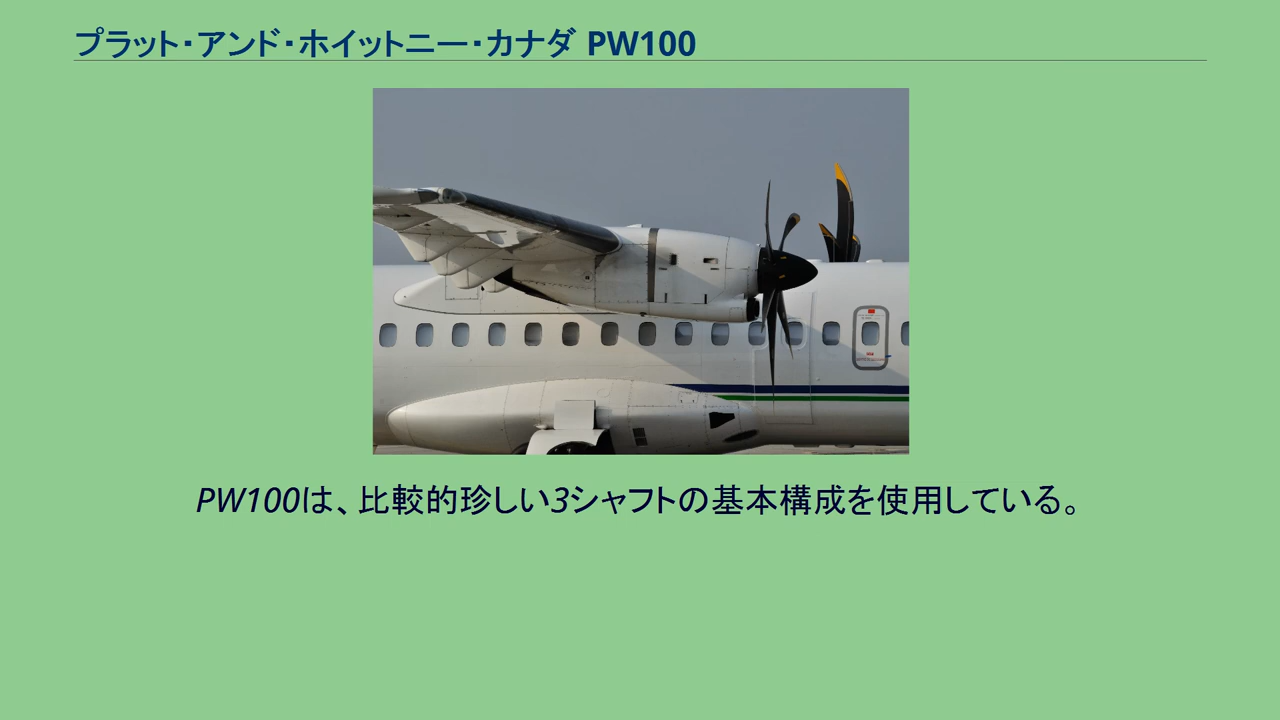 プラット・アンド・ホイットニー・カナダ PW100
PW100は、比較的珍しい3シャフトの基本構成を使用している。